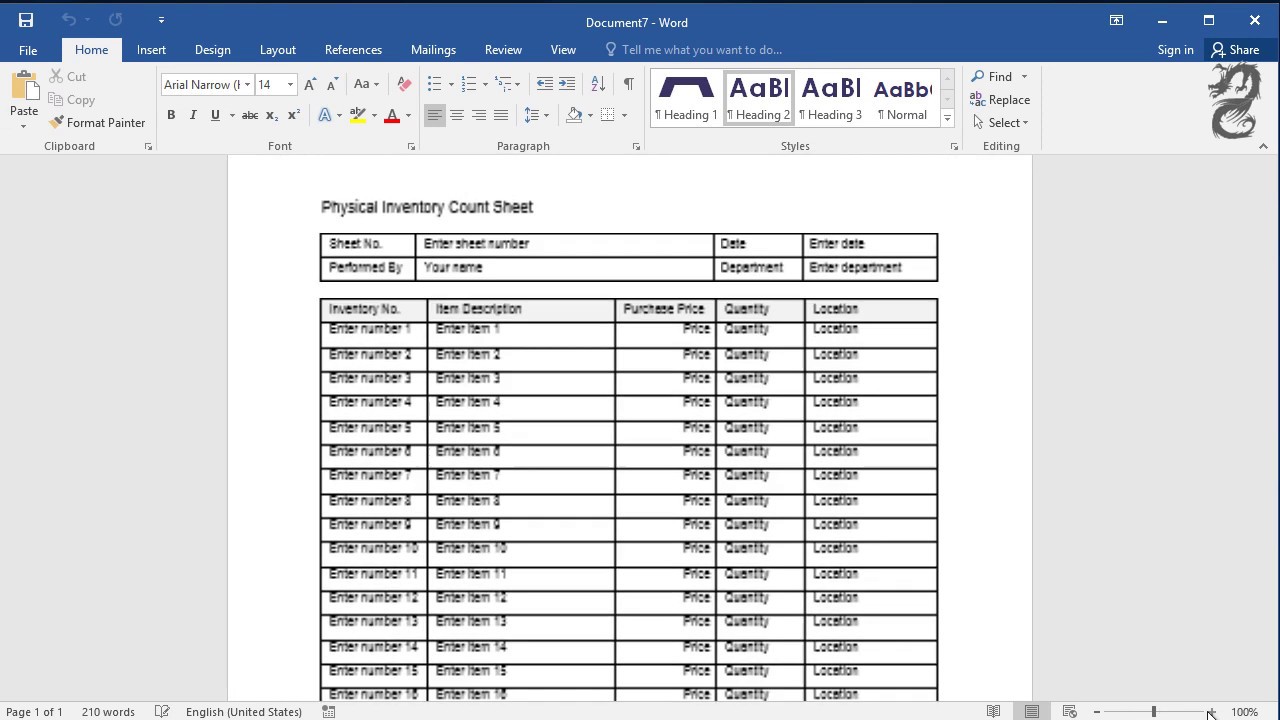 Document7 - Word
File Home Insert Design Layout References Mailings Review View Tell me what you want to do... Sign in Share
Paste Cut Copy Format Painter Clipboard
Arial Narrow (H 14 Aa B I U abc x₂ x² A ab A Font
Paragraph
AaBl AaBl AaBb(
¶ Heading 1 ¶ Heading 2 ¶ Heading 3 ¶ Normal
Styles
Find Replace Select Editing
Physical Inventory Count Sheet
Sheet No. Enter sheet number Date Enter date
Performed By Your name Department Enter department
Inventory No. Item Description Purchase Price Quantity Location
Enter number 1 Enter Item 1 Price Quantity Location
Enter number 2 Enter Item 2 Price Quantity Location
Enter number 3 Enter Item 3 Price Quantity Location
Enter number 4 Enter Item 4 Price Quantity Location
Enter number 5 Enter Item 5 Price Quantity Location
Enter number 6 Enter Item 6 Price Quantity Location
Enter number 7 Enter Item 7 Price Quantity Location
Enter number 8 Enter Item 8 Price Quantity Location
Enter number 9 Enter Item 9 Price Quantity Location
Enter number 10 Enter Item 10 Price Quantity Location
Enter number 11 Enter Item 11 Price Quantity Location
Enter number 12 Enter Item 12 Price Quantity Location
Enter number 13 Enter Item 13 Price Quantity Location
Enter number 14 Enter Item 14 Price Quantity Location
Enter number 15 Enter Item 15 Price Quantity Location
Enter number 16 Enter Item 16 Price Quantity Location
Page 1 of 1 210 words English (United States) 100%